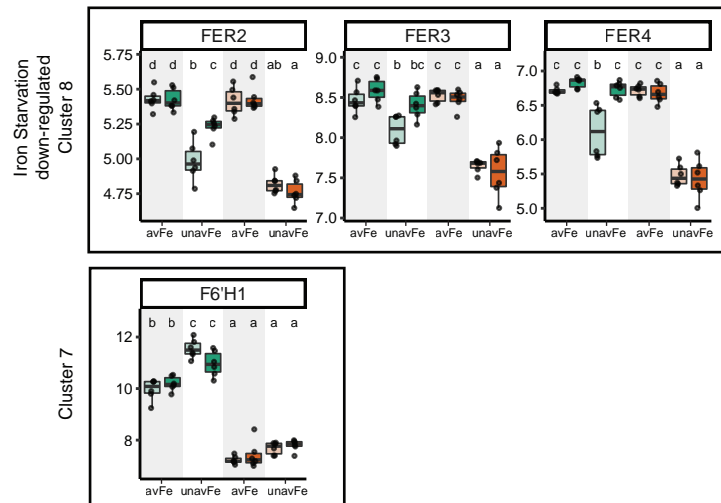 Iron Starvation
down-regulated
Cluster 8
FER2
5.75
5.50
5.25
5.00
4.75
d d b c d d ab a
avFe unavFe avFe unavFe
FER3
9.0
8.5
8.0
7.5
7.0
c c b bc c c a a
avFe unavFe avFe unavFe
FER4
7.0
6.5
6.0
5.5
5.0
c c b c c c a a
avFe unavFe avFe unavFe
Cluster 7
F6'H1
12
10
8
b b c c a a a a
avFe unavFe avFe unavFe